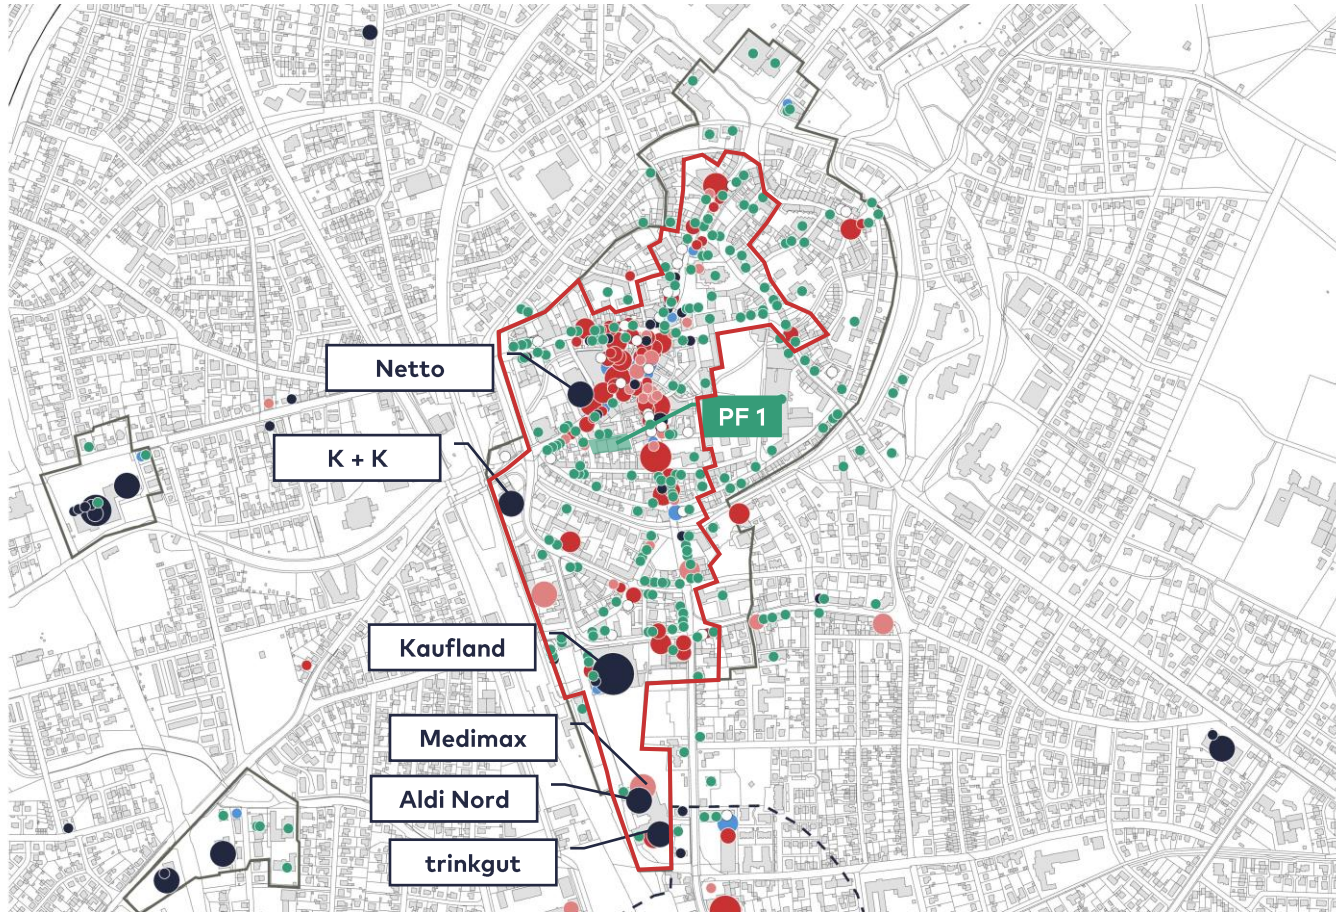 Netto
PF 1
K + K
Kaufland
Medimax
Aldi Nord
trinkgut